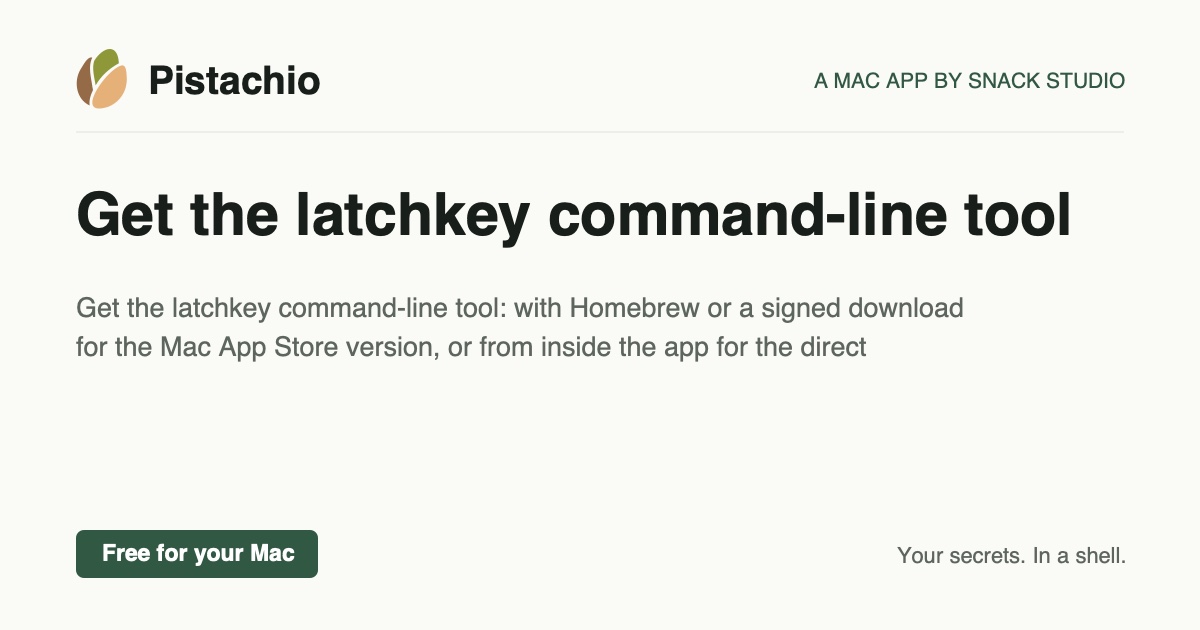 Pistachio
A MAC APP BY SNACK STUDIO
Get the latchkey command-line tool
Get the latchkey command-line tool: with Homebrew or a signed download
for the Mac App Store version, or from inside the app for the direct
Free for your Mac
Your secrets. In a shell.